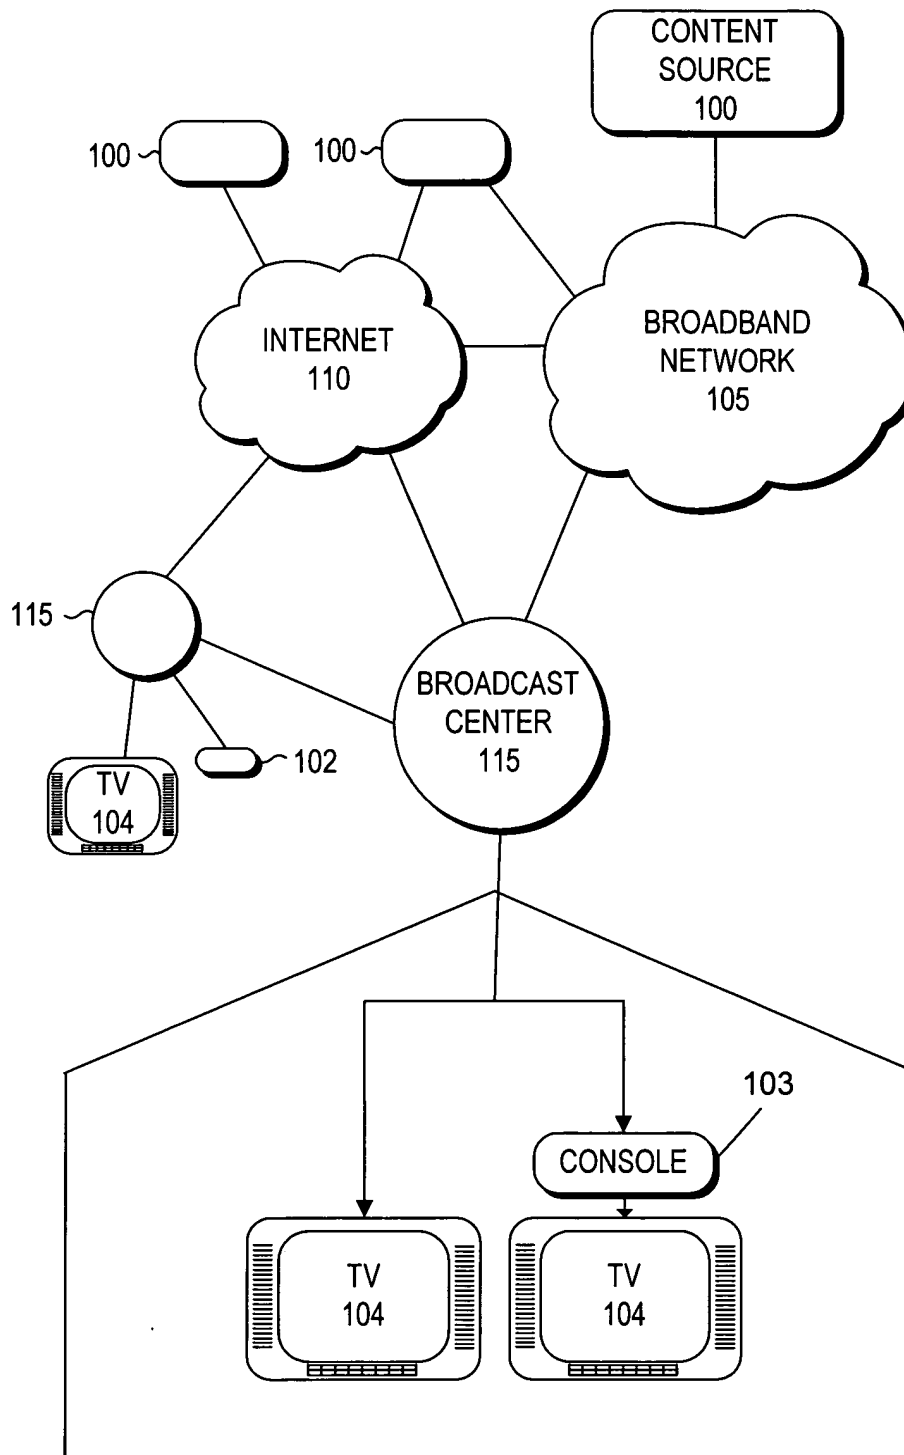 CONTENT
SOURCE
100
100
100
INTERNET
110
BROADBAND
NETWORK
105
115
BROADCAST
CENTER
115
102
TV
104
103
CONSOLE
TV
104
TV
104